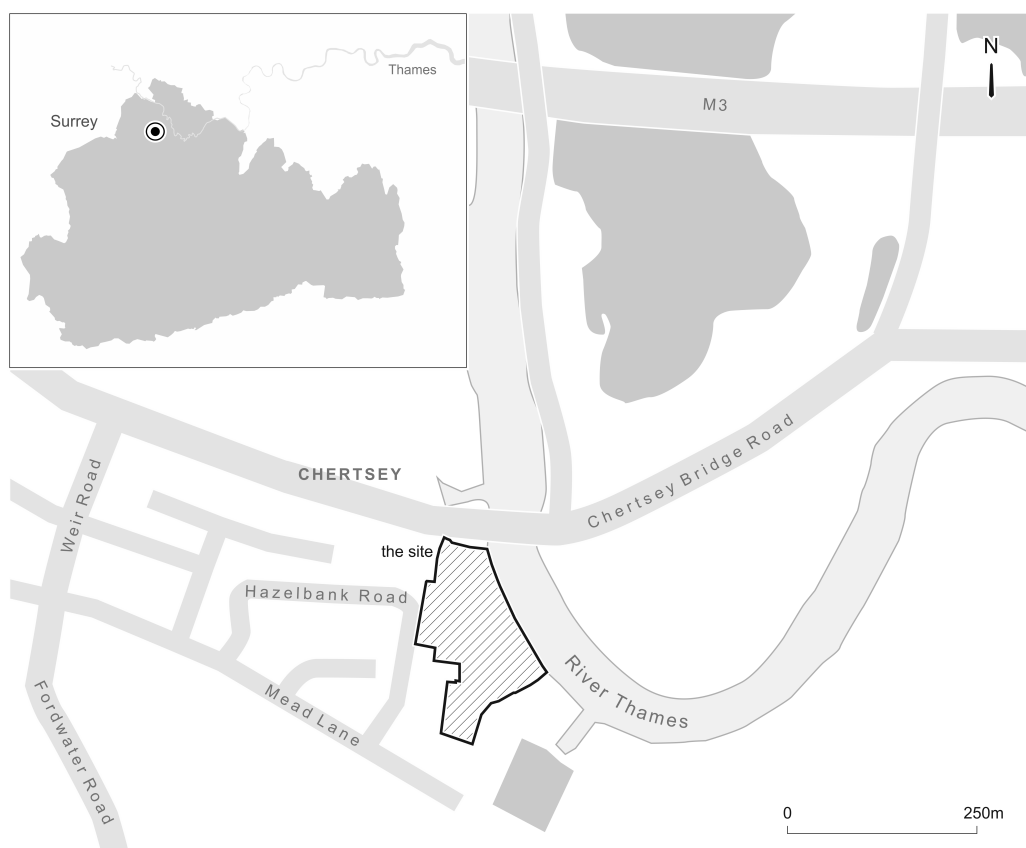 Thames
Surrey
N
M3
CHERTSEY
Chertsey Bridge Road
Weir Road
the site
Hazelbank Road
River Thames
Mead Lane
Fordwater Road
0 250m